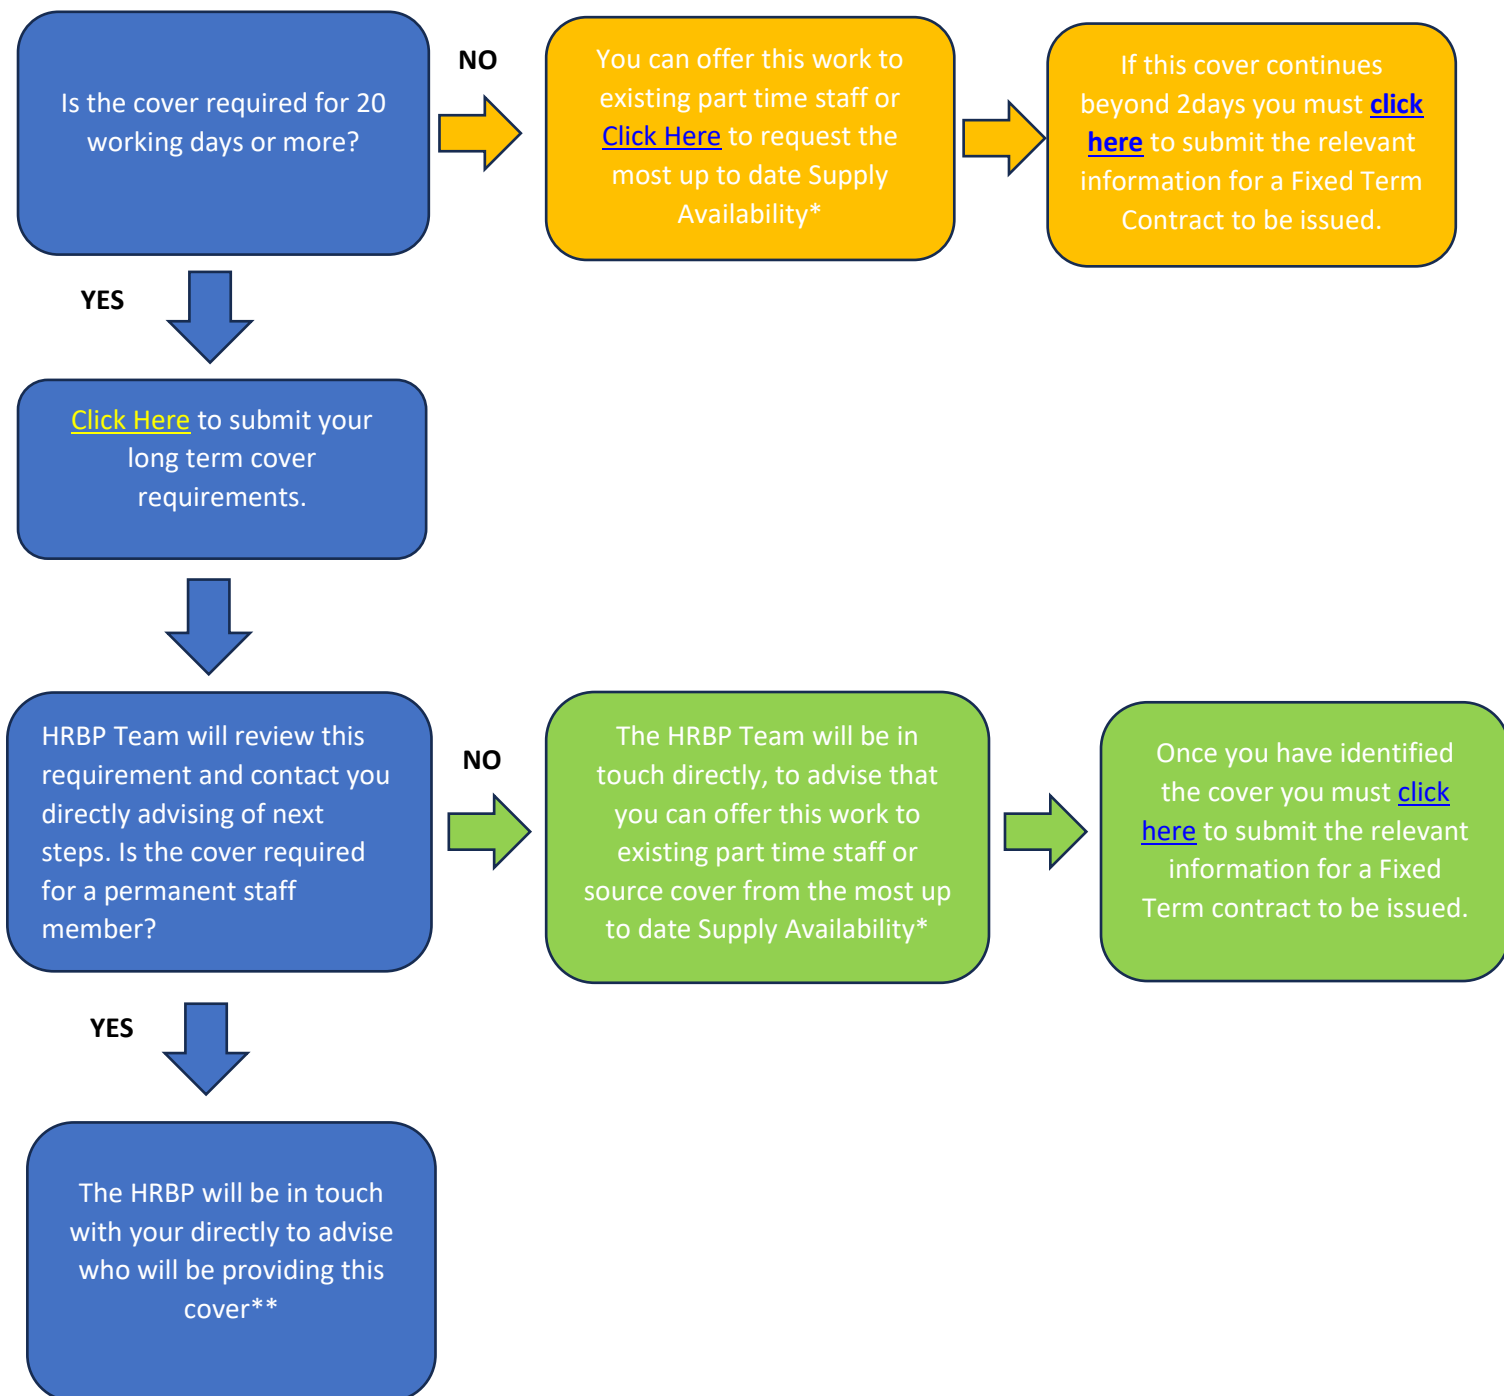 Is the cover required for 20
working days or more?
NO
You can offer this work to
existing part time staff or
Click Here to request the
most up to date Supply
Availability*
If this cover continues
beyond 2days you must click
here to submit the relevant
information for a Fixed Term
Contract to be issued.
YES
Click Here to submit your
long term cover
requirements.
HRBP Team will review this
requirement and contact you
directly advising of next
steps. Is the cover required
for a permanent staff
member?
NO
The HRBP Team will be in
touch directly, to advise that
you can offer this work to
existing part time staff or
source cover from the most up
to date Supply Availability*
Once you have identified
the cover you must click
here to submit the relevant
information for a Fixed
Term contract to be issued.
YES
The HRBP will be in touch
with your directly to advise
who will be providing this
cover**